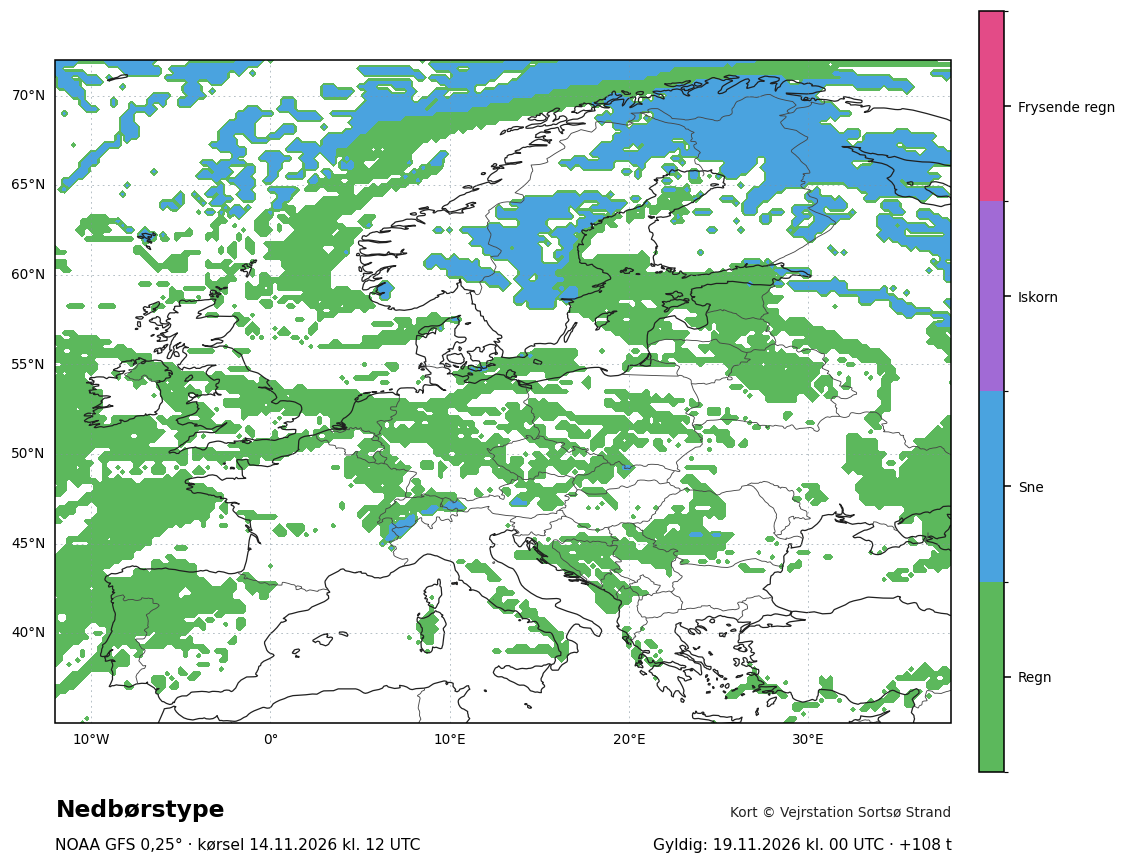 Frysende regn
Iskorn
Sne
Regn
70°N
65°N
60°N
55°N
50°N
45°N
40°N
10°W
0°
10°E
20°E
30°E
Nedbørstype
Kort © Vejrstation Sortsø Strand
NOAA GFS 0,25° · kørsel 14.11.2026 kl. 12 UTC
Gyldig: 19.11.2026 kl. 00 UTC · +108 t